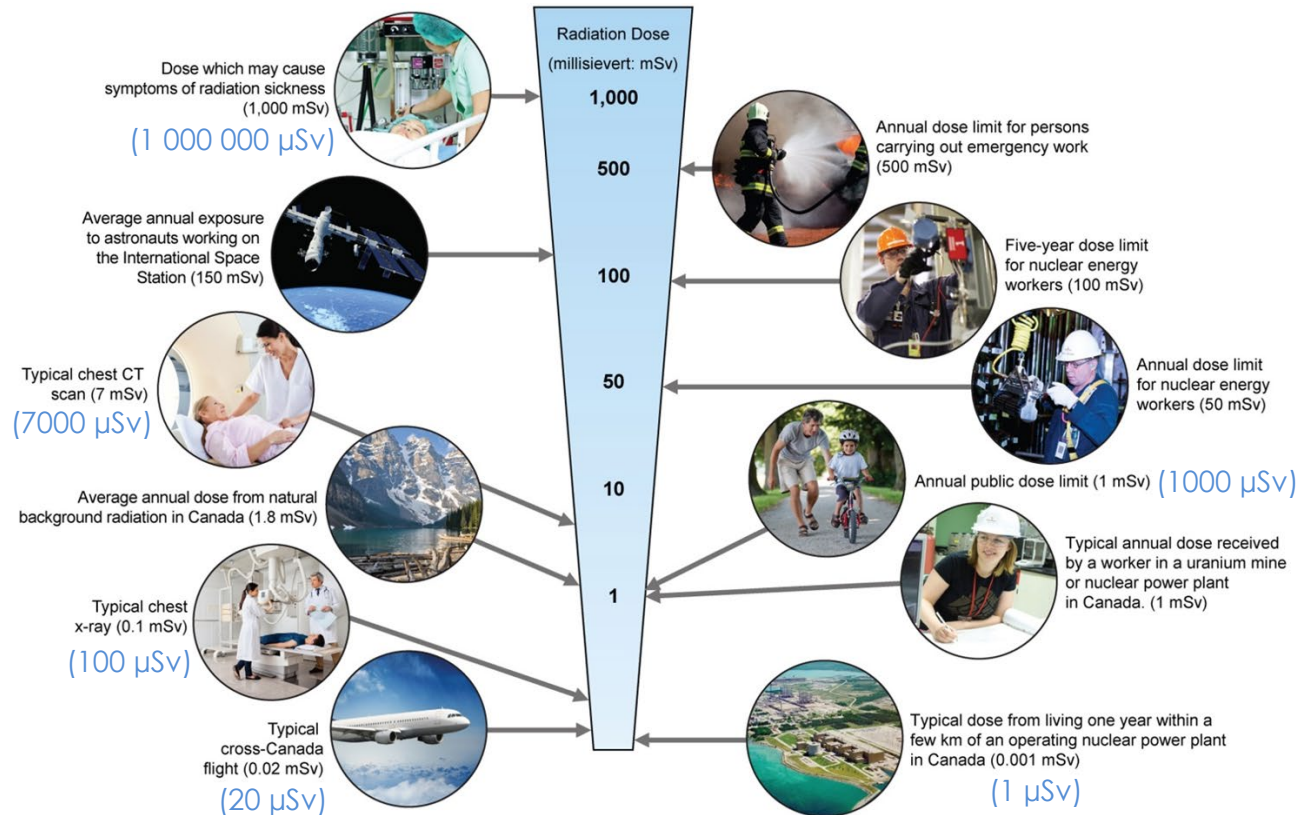 Radiation Dose
(millisievert: mSv)
1,000
500
100
50
10
1
Dose which may cause
symptoms of radiation sickness
(1,000 mSv)
(1 000 000 µSv)
Average annual exposure
to astronauts working on
the International Space
Station (150 mSv)
Typical chest CT
scan (7 mSv)
(7000 µSv)
Average annual dose from natural
background radiation in Canada (1.8 mSv)
Typical chest
x-ray (0.1 mSv)
(100 µSv)
Typical
cross-Canada
flight (0.02 mSv)
(20 µSv)
Annual dose limit for persons
carrying out emergency work
(500 mSv)
Five-year dose limit
for nuclear energy
workers (100 mSv)
Annual dose limit
for nuclear energy
workers (50 mSv)
Annual public dose limit (1 mSv) (1000 µSv)
Typical annual dose received
by a worker in a uranium mine
or nuclear power plant
in Canada. (1 mSv)
Typical dose from living one year within a
few km of an operating nuclear power plant
in Canada (0.001 mSv)
(1 µSv)